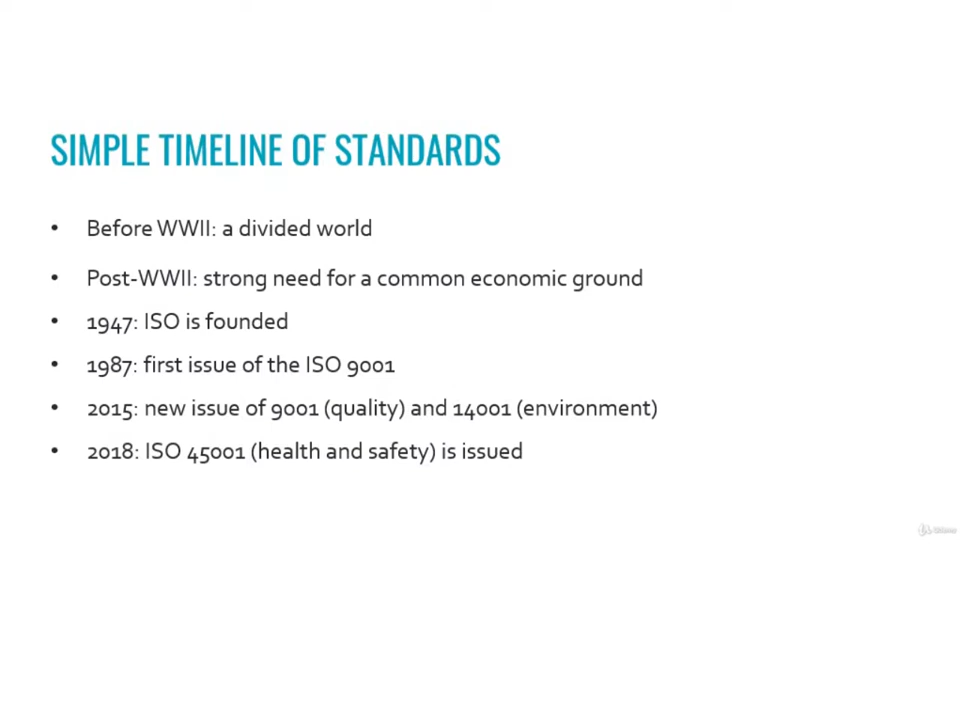 SIMPLE TIMELINE OF STANDARDS
• Before WWII: a divided world
• Post-WWII: strong need for a common economic ground
• 1947: ISO is founded
• 1987: first issue of the ISO 9001
• 2015: new issue of 9001 (quality) and 14001 (environment)
• 2018: ISO 45001 (health and safety) is issued